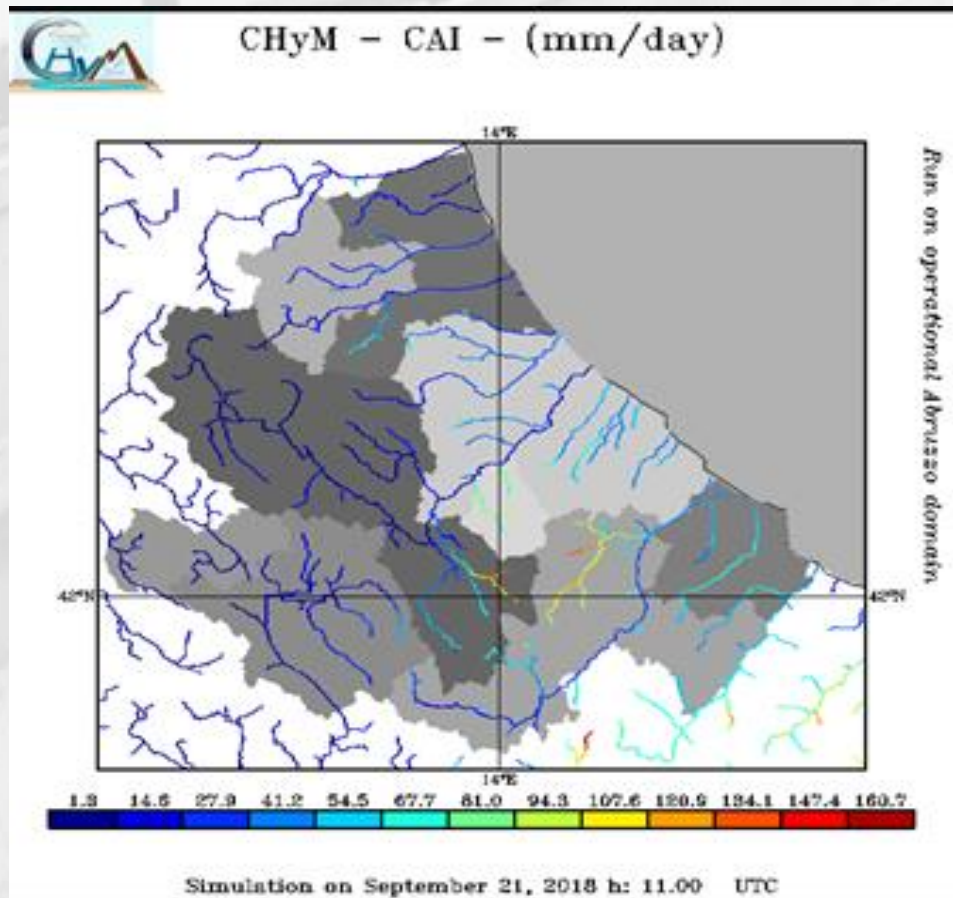 CHyM
CHyM - CAI - (mm/day)
14°E
Run on operational Abruzzo domain
42°N 42°N
14°E
1.3 14.6 27.9 41.2 54.5 67.7 81.0 94.3 107.6 120.9 134.1 147.4 160.7
Simulation on September 21, 2018 h: 11.00 UTC